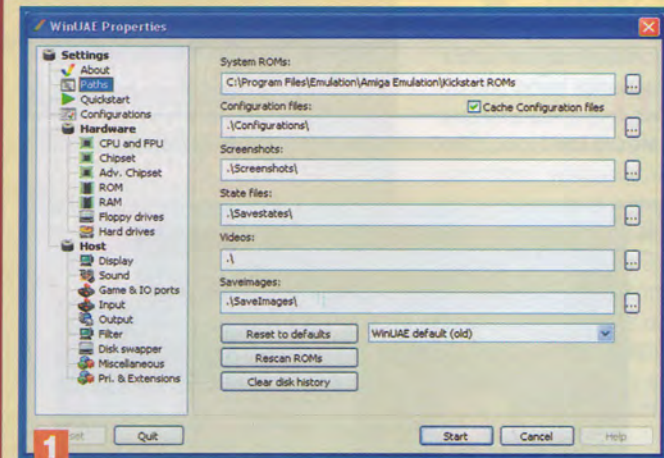 WinUAE Properties
Settings
About
Paths
Quickstart
Configurations
Hardware
CPU and FPU
Chipset
Adv. Chipset
ROM
RAM
Floppy drives
Hard drives
Host
Display
Sound
Game & IO ports
Input
Output
Filter
Disk swapper
Miscellaneous
Pri. & Extensions
System ROMs:
C:\Program Files\Emulation\Amiga Emulation\Kickstart ROMs
...
Configuration files:
Cache Configuration files
.\Configurations\
...
Screenshots:
.\Screenshots\
...
State files:
.\Savestates\
...
Videos:
.\
...
Saveimages:
.\SaveImages\
...
Reset to defaults
WinUAE default (old)
Rescan ROMs
Clear disk history
1
Quit
Start
Cancel
Help